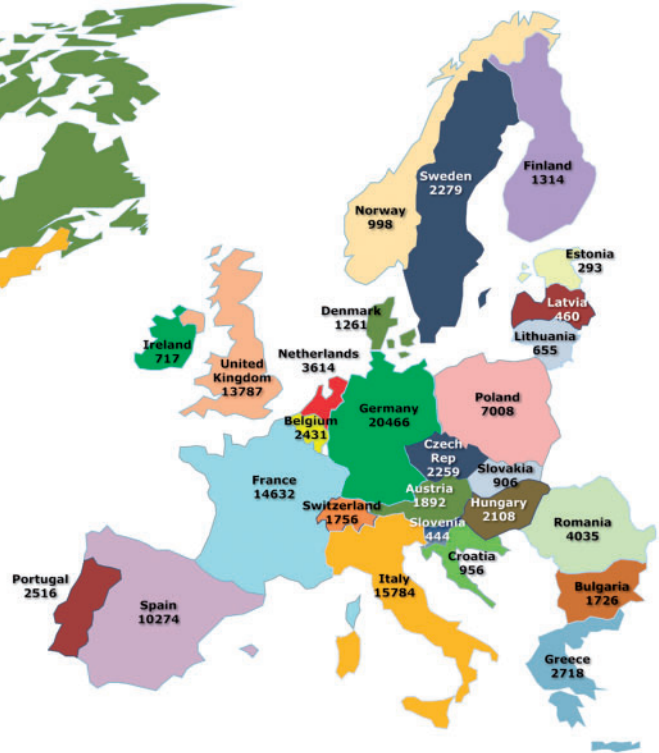 Finland
1314
Sweden
2279
Norway
998
Estonia
293
Latvia
460
Denmark
1261
Lithuania
655
Ireland
717
Netherlands
3614
United
Kingdom
13787
Poland
7008
Germany
20466
Belgium
2431
Czech
Rep
2259
Slovakia
906
France
14632
Austria
1892
Switzerland
1756
Hungary
2108
Slovenia
444
Romania
4035
Croatia
956
Portugal
2516
Italy
15784
Bulgaria
1726
Spain
10274
Greece
2718